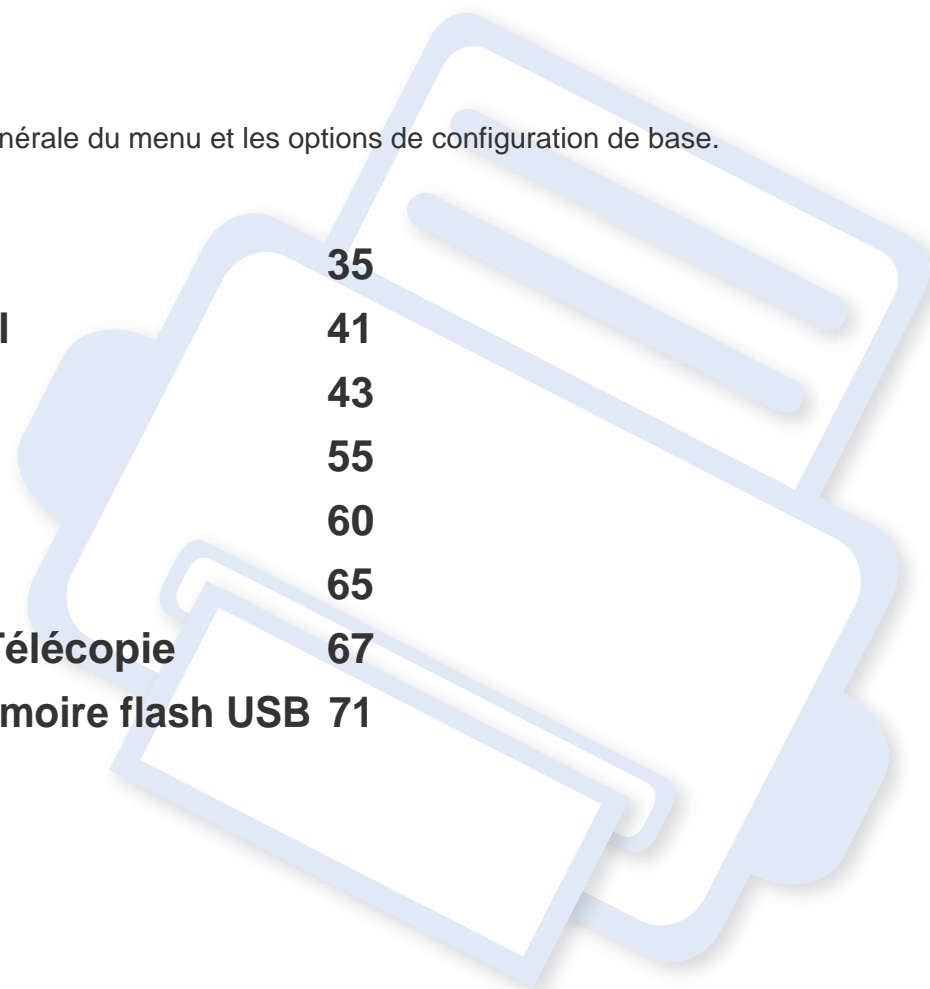 nérale du menu et les options de configuration de base.
35
l 41
43
55
60
65
Télécopie 67
moire flash USB 71